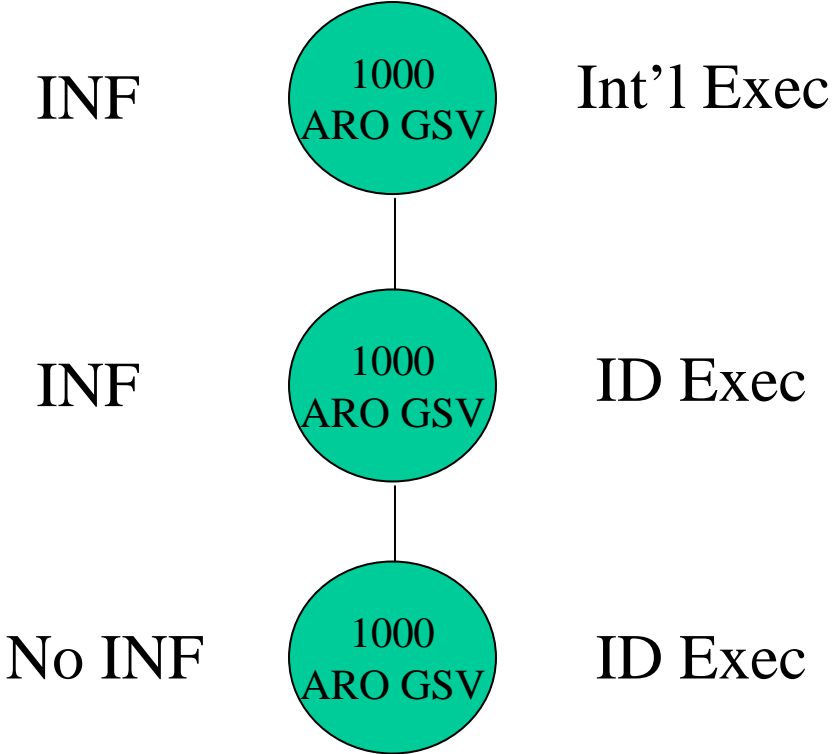 INF
1000
ARO GSV
Int’l Exec
INF
1000
ARO GSV
ID Exec
No INF
1000
ARO GSV
ID Exec